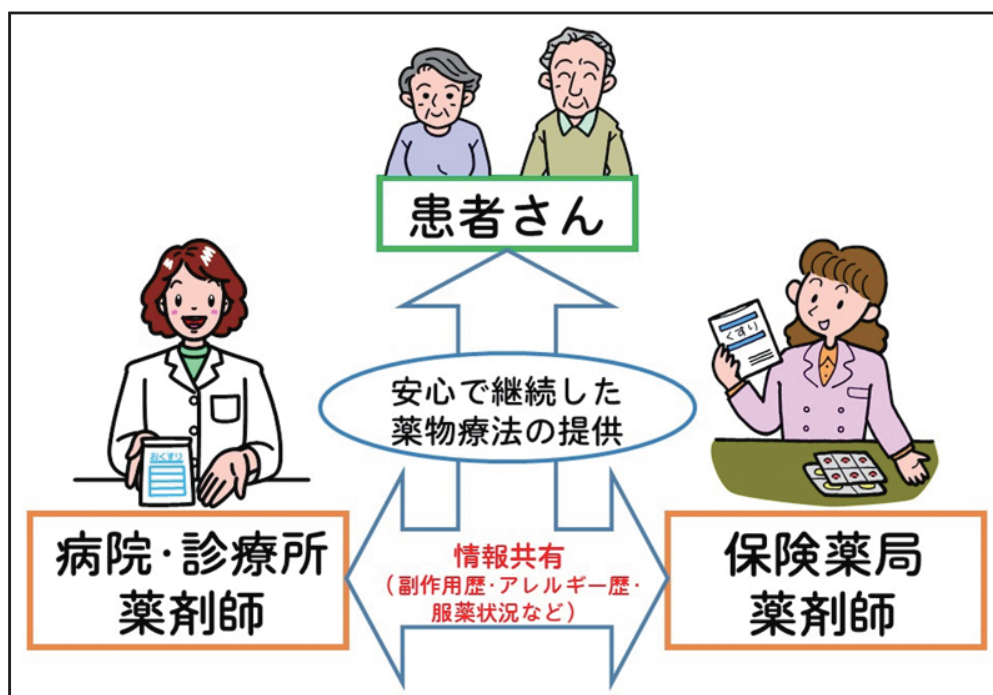 患者さん
くすり
安心で継続した
薬物療法の提供
おくすり
病院・診療所
薬剤師
情報共有
（副作用歴・アレルギー歴・
服薬状況など）
保険薬局
薬剤師